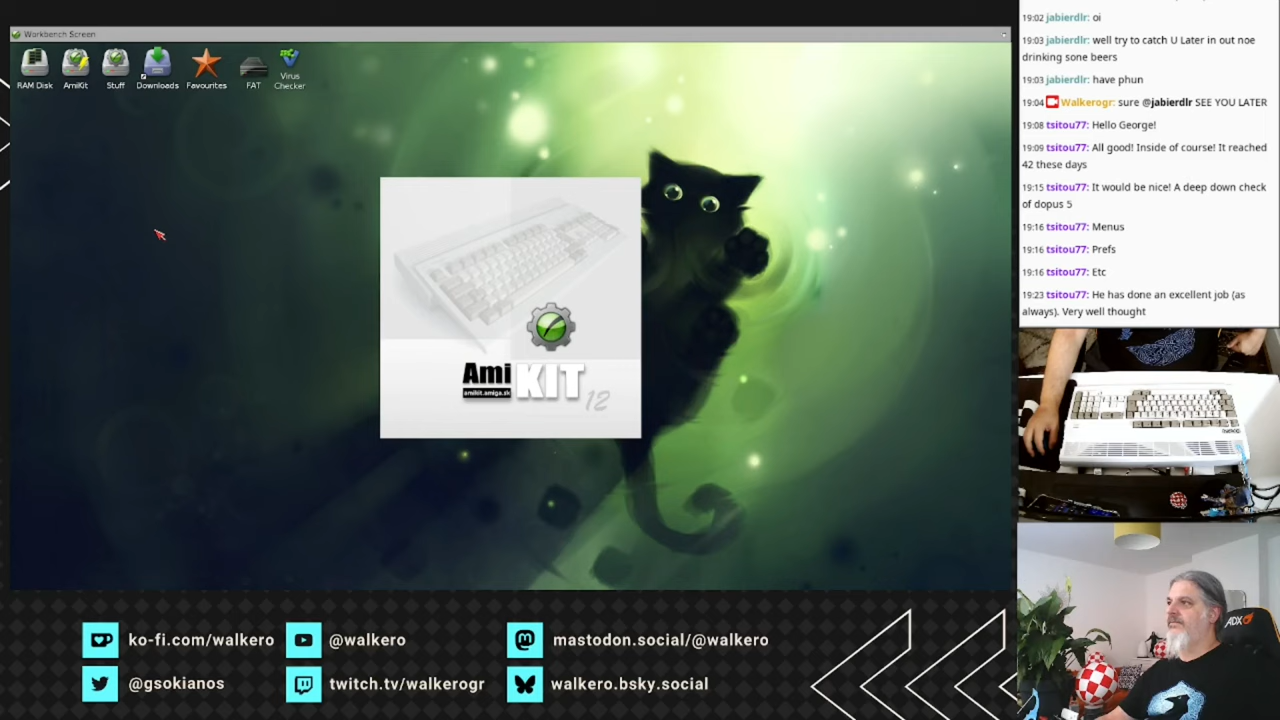 Workbench Screen
RAM Disk
AmiKit
Stuff
Downloads
Favourites
FAT
Virus
Checker
Ami KIT
amikit.amiga.sk
12
19:02 jabierdlr: oi
19:03 jabierdlr: well try to catch U Later in out noe
drinking sone beers
19:03 jabierdlr: have phun
19:04 Walkerogr: sure @jabierdlr SEE YOU LATER
19:08 tsitou77: Hello George!
19:09 tsitou77: All good! Inside of course! It reached
42 these days
19:15 tsitou77: It would be nice! A deep down check
of dopus 5
19:16 tsitou77: Menus
19:16 tsitou77: Prefs
19:16 tsitou77: Etc
19:23 tsitou77: He has done an excellent job (as
always). Very well thought
ADX
ko-fi.com/walkero
@walkero
mastodon.social/@walkero
@gsokianos
twitch.tv/walkerogr
walkero.bsky.social